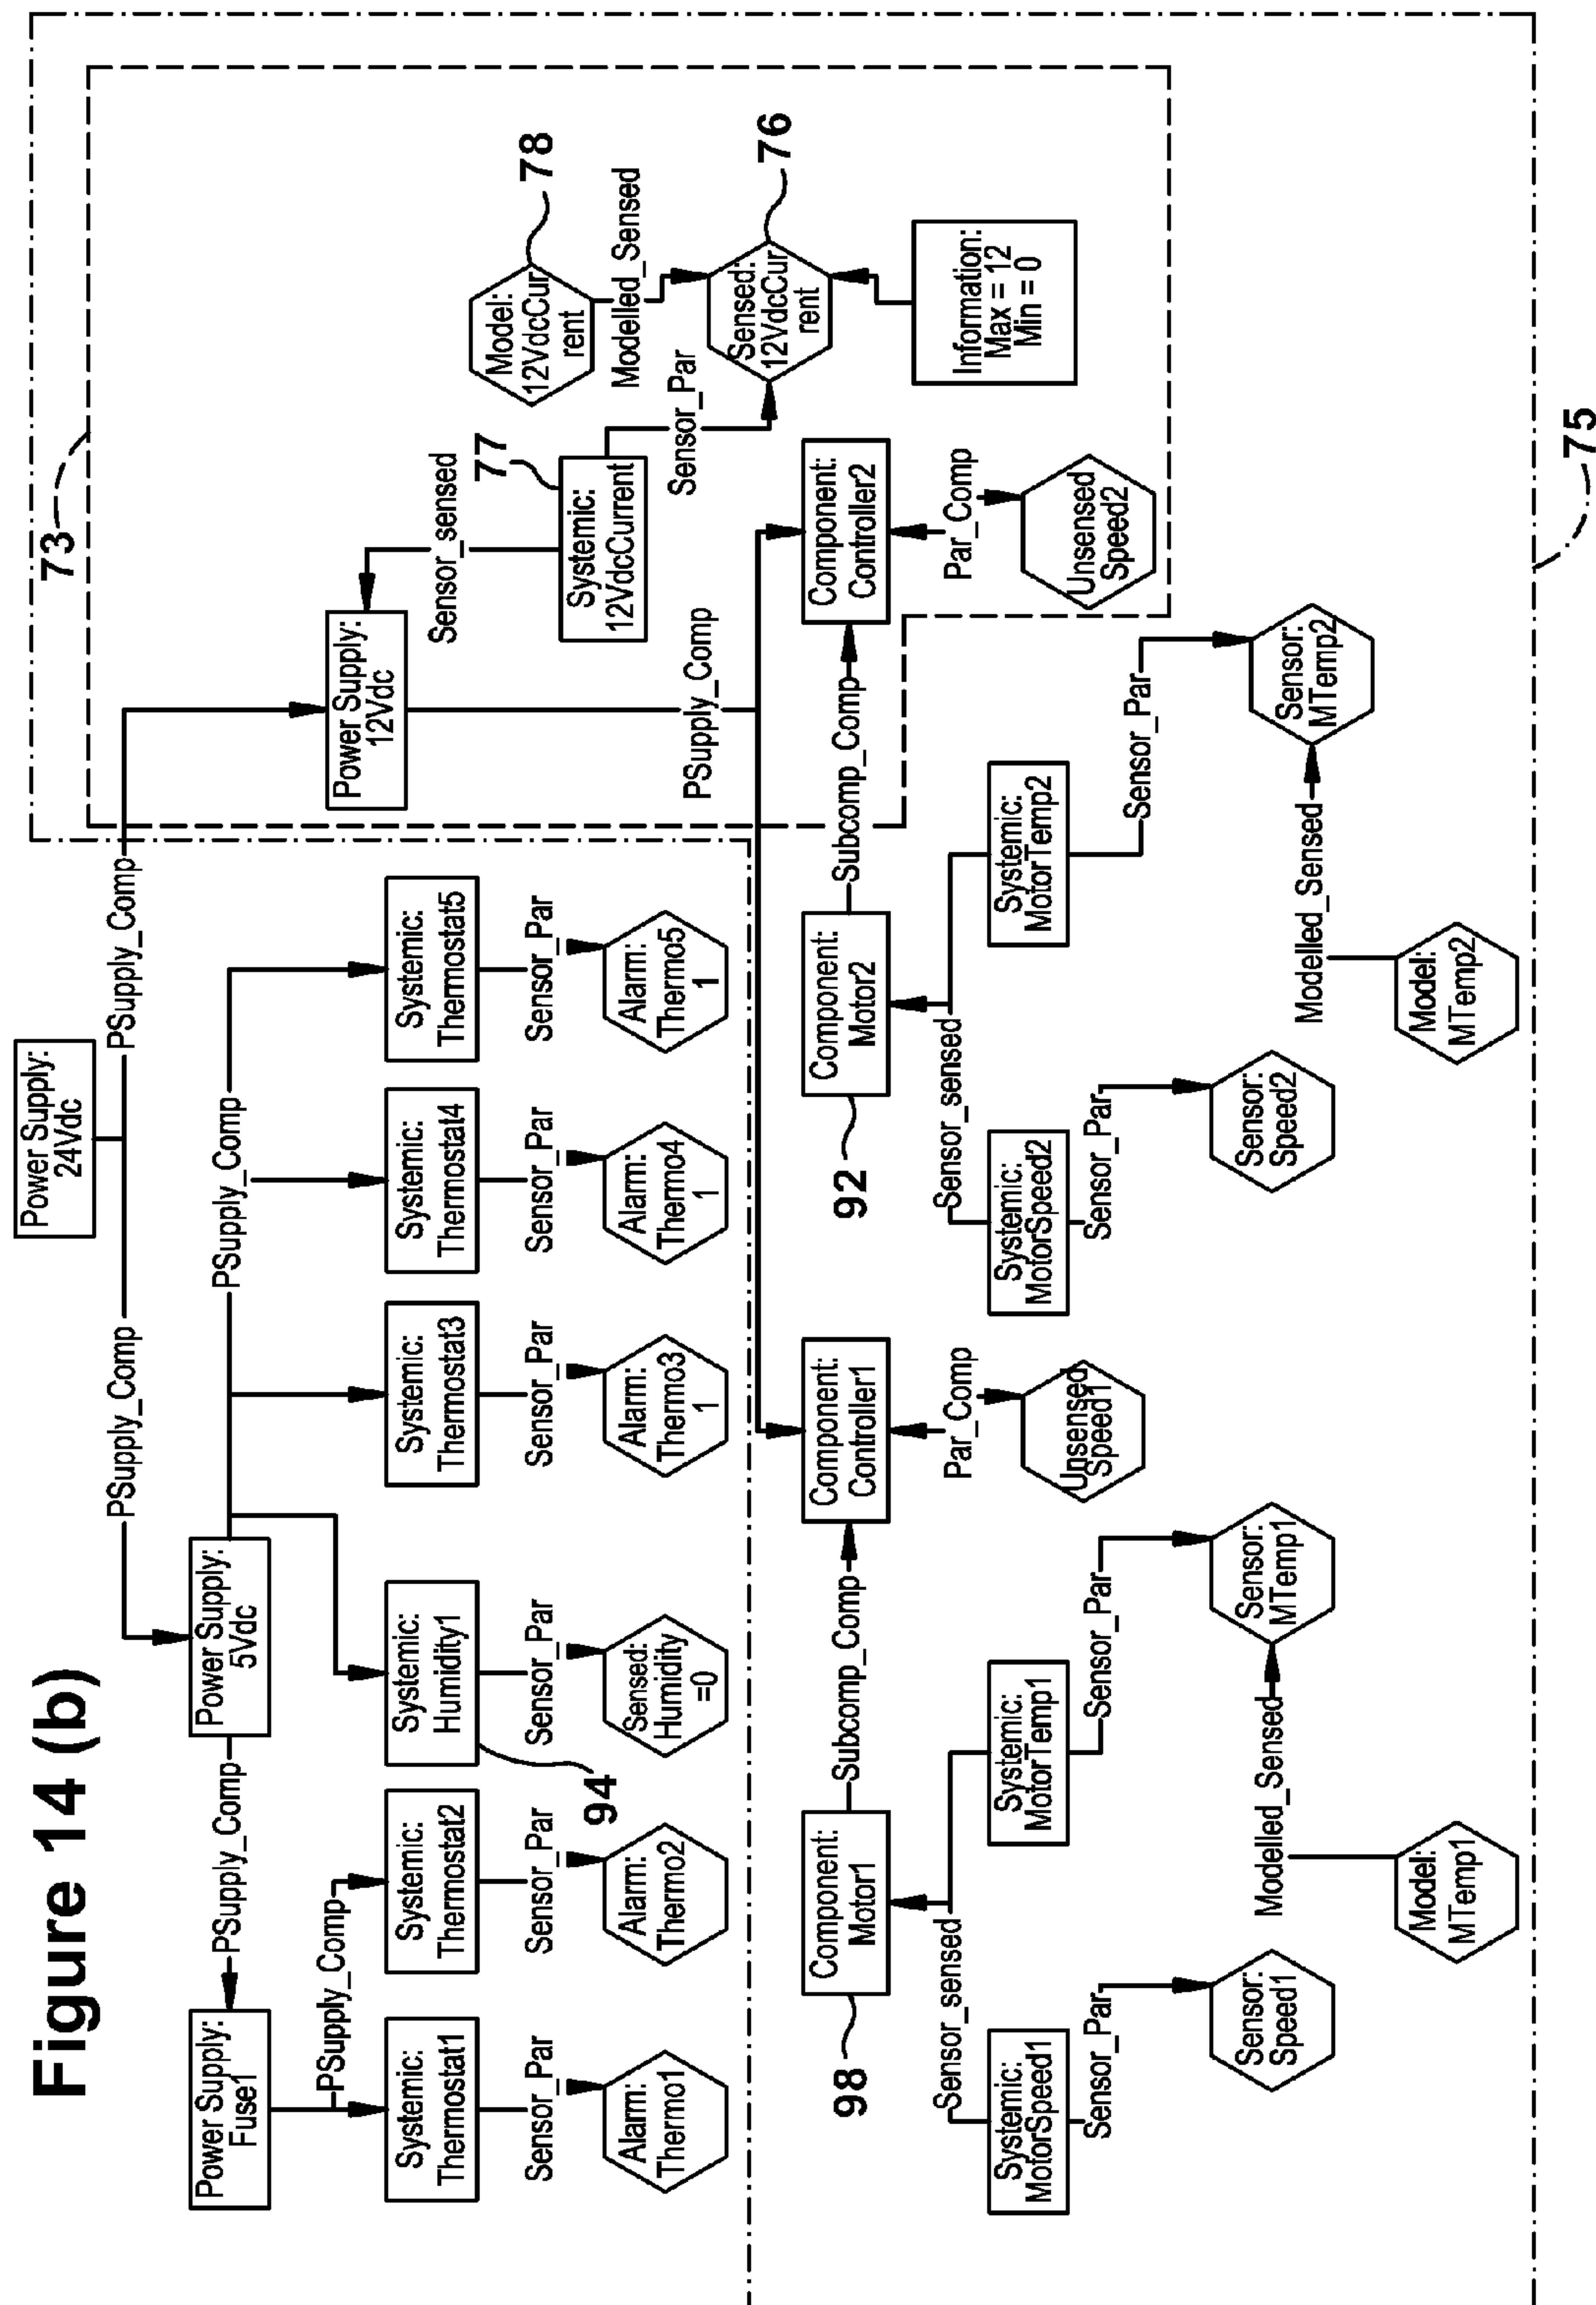 Figure 14 (b)
Power Supply:
24Vdc
PSupply_Comp
PSupply_Comp
Power Supply:
Fuse1
PSupply_Comp
Power Supply:
5Vdc
PSupply_Comp
PSupply_Comp
Systemic:
Thermostat1
Systemic:
Thermostat2
Systemic:
Humidity1
Systemic:
Thermostat3
Systemic:
Thermostat4
Systemic:
Thermostat5
94
Sensor_Par
Sensor_Par
Sensor_Par
Sensor_Par
Sensor_Par
Sensor_Par
Alarm:
Thermo1
Alarm:
Thermo2
Sensed:
Humidity
=0
Alarm:
Thermo3
1
Alarm:
Thermo4
1
Alarm:
Thermo5
1
73
Power Supply:
12Vdc
Sensor_sensed
77
Systemic:
12VdcCurrent
Sensor_Par
Model:
12VdcCur
rent
78
Modelled_Sensed
Sensed:
12VdcCur
rent
76
Information:
Max = 12
Min = 0
PSupply_Comp
98
Component:
Motor1
Subcomp_Comp
Component:
Controller1
Par_Comp
Unsensed
Speed1
Sensor_sensed
Systemic:
MotorSpeed1
Sensor_Par
Sensor:
Speed1
Systemic:
MotorTemp1
Sensor_Par
Sensor:
MTemp1
Modelled_Sensed
Model:
MTemp1
92
Component:
Motor2
Subcomp_Comp
Component:
Controller2
Par_Comp
Unsensed
Speed2
Sensor_sensed
Systemic:
MotorSpeed2
Sensor_Par
Sensor:
Speed2
Systemic:
MotorTemp2
Sensor_Par
Sensor:
MTemp2
Modelled_Sensed
Model:
MTemp2
75